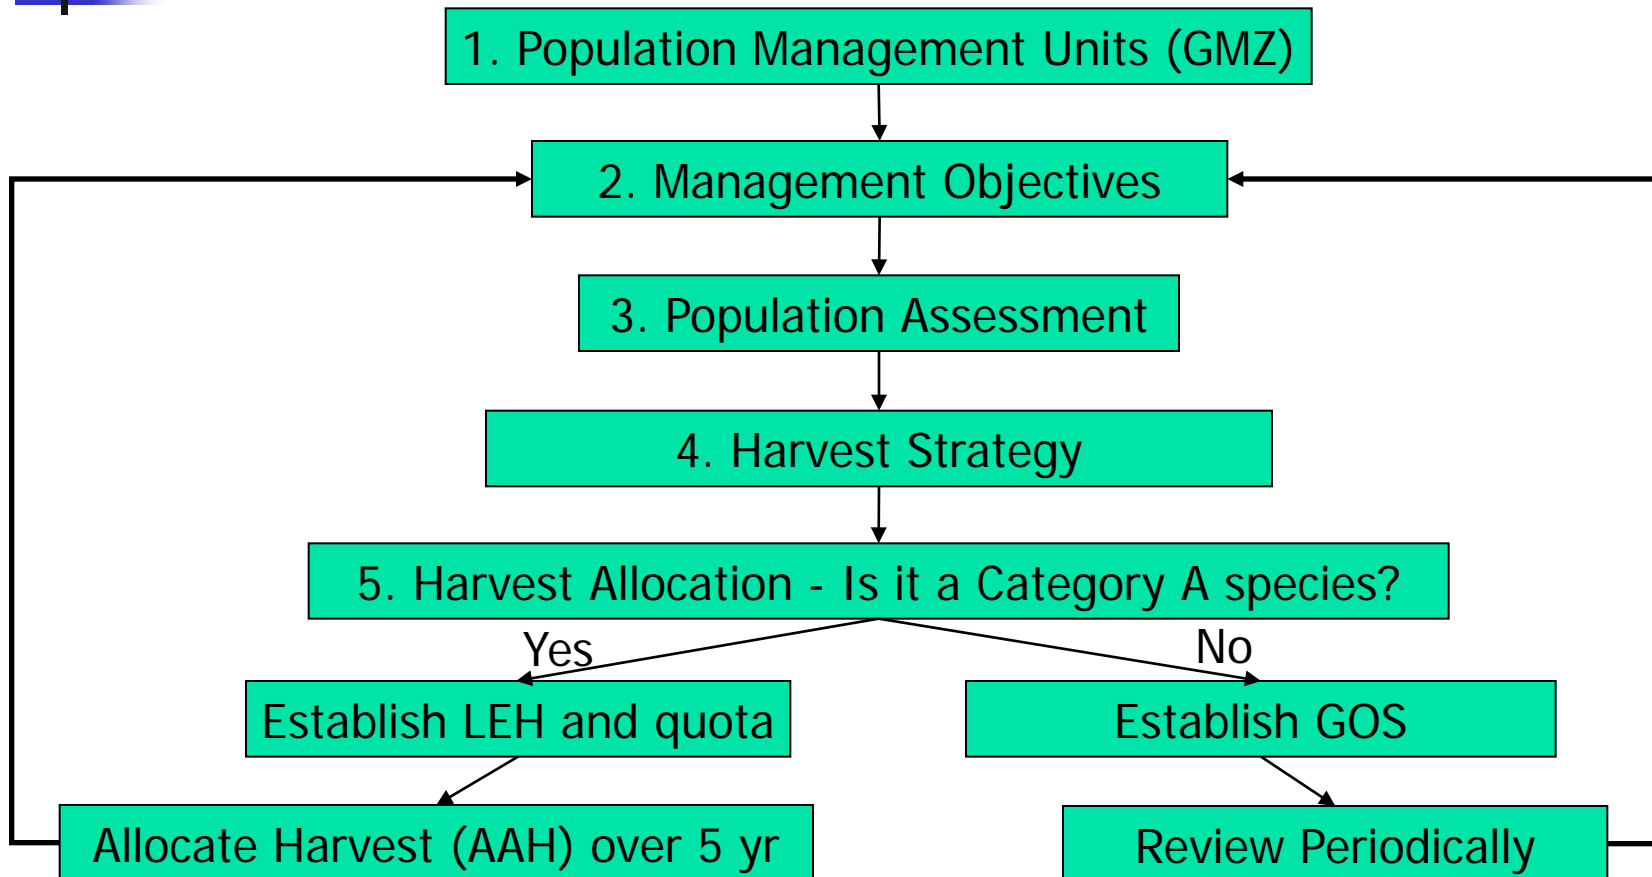 1. Population Management Units (GMZ)
2. Management Objectives
3. Population Assessment
4. Harvest Strategy
5. Harvest Allocation - Is it a Category A species?
Yes
No
Establish LEH and quota
Establish GOS
Allocate Harvest (AAH) over 5 yr
Review Periodically